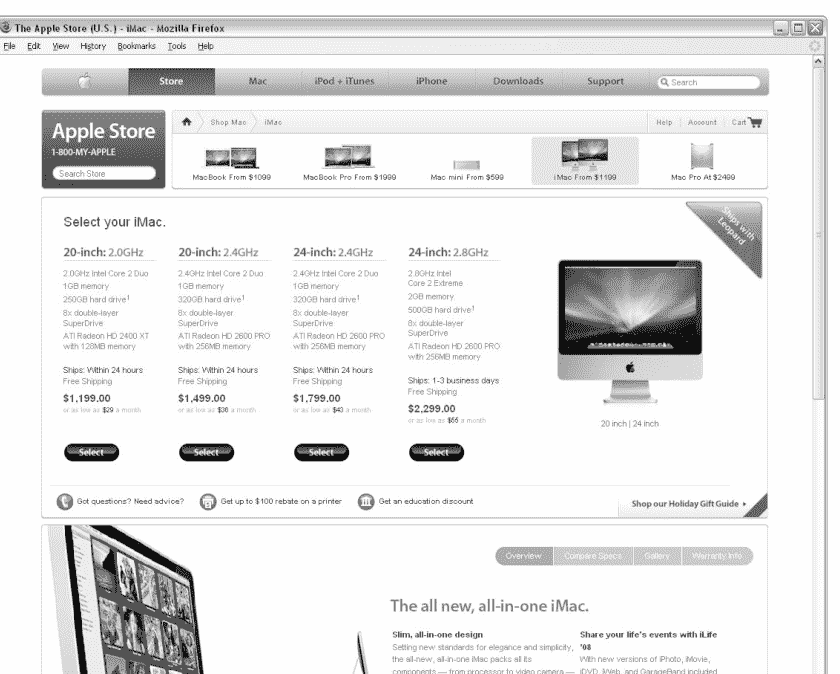 The Apple Store (U.S.) - iMac - Mozilla Firefox
File Edit View History Bookmarks Tools Help
Store Mac iPod + iTunes iPhone Downloads Support Search
Apple Store
1-800-MY-APPLE
Search Store
Shop Mac iMac
Help Account Cart
MacBook From $1099 MacBook Pro From $1999 Mac mini From $599 iMac From $1199 Mac Pro At $2499
Select your iMac.
Ships with
Leopard
20-inch: 2.0GHz
2.0GHz Intel Core 2 Duo
1GB memory
250GB hard drive1
8x double-layer
SuperDrive
ATI Radeon HD 2400 XT
with 128MB memory
Ships: Within 24 hours
Free Shipping
$1,199.00
or as low as $29 a month
Select
20-inch: 2.4GHz
2.4GHz Intel Core 2 Duo
1GB memory
320GB hard drive1
8x double-layer
SuperDrive
ATI Radeon HD 2600 PRO
with 256MB memory
Ships: Within 24 hours
Free Shipping
$1,499.00
or as low as $36 a month
Select
24-inch: 2.4GHz
2.4GHz Intel Core 2 Duo
1GB memory
320GB hard drive1
8x double-layer
SuperDrive
ATI Radeon HD 2600 PRO
with 256MB memory
Ships: Within 24 hours
Free Shipping
$1,799.00
or as low as $43 a month
Select
24-inch: 2.8GHz
2.8GHz Intel
Core 2 Extreme
2GB memory
500GB hard drive1
8x double-layer
SuperDrive
ATI Radeon HD 2600 PRO
with 256MB memory
Ships: 1-3 business days
Free Shipping
$2,299.00
or as low as a month
Select
20 inch | 24 inch
Got questions? Need advice? Get up to $100 rebate on a printer Get an education discount
Shop our Holiday Gift Guide
Overview Compare Specs Gallery Warranty Info
The all new, all-in-one iMac.
Slim, all-in-one design
Setting new standards for elegance and simplicity,
the all-new, all-in-one iMac packs all its
components — from processor to video camera —
Share your life's events with iLife
'08
With new versions of iPhoto, iMovie,
iDVD, iWeb, and GarageBand included